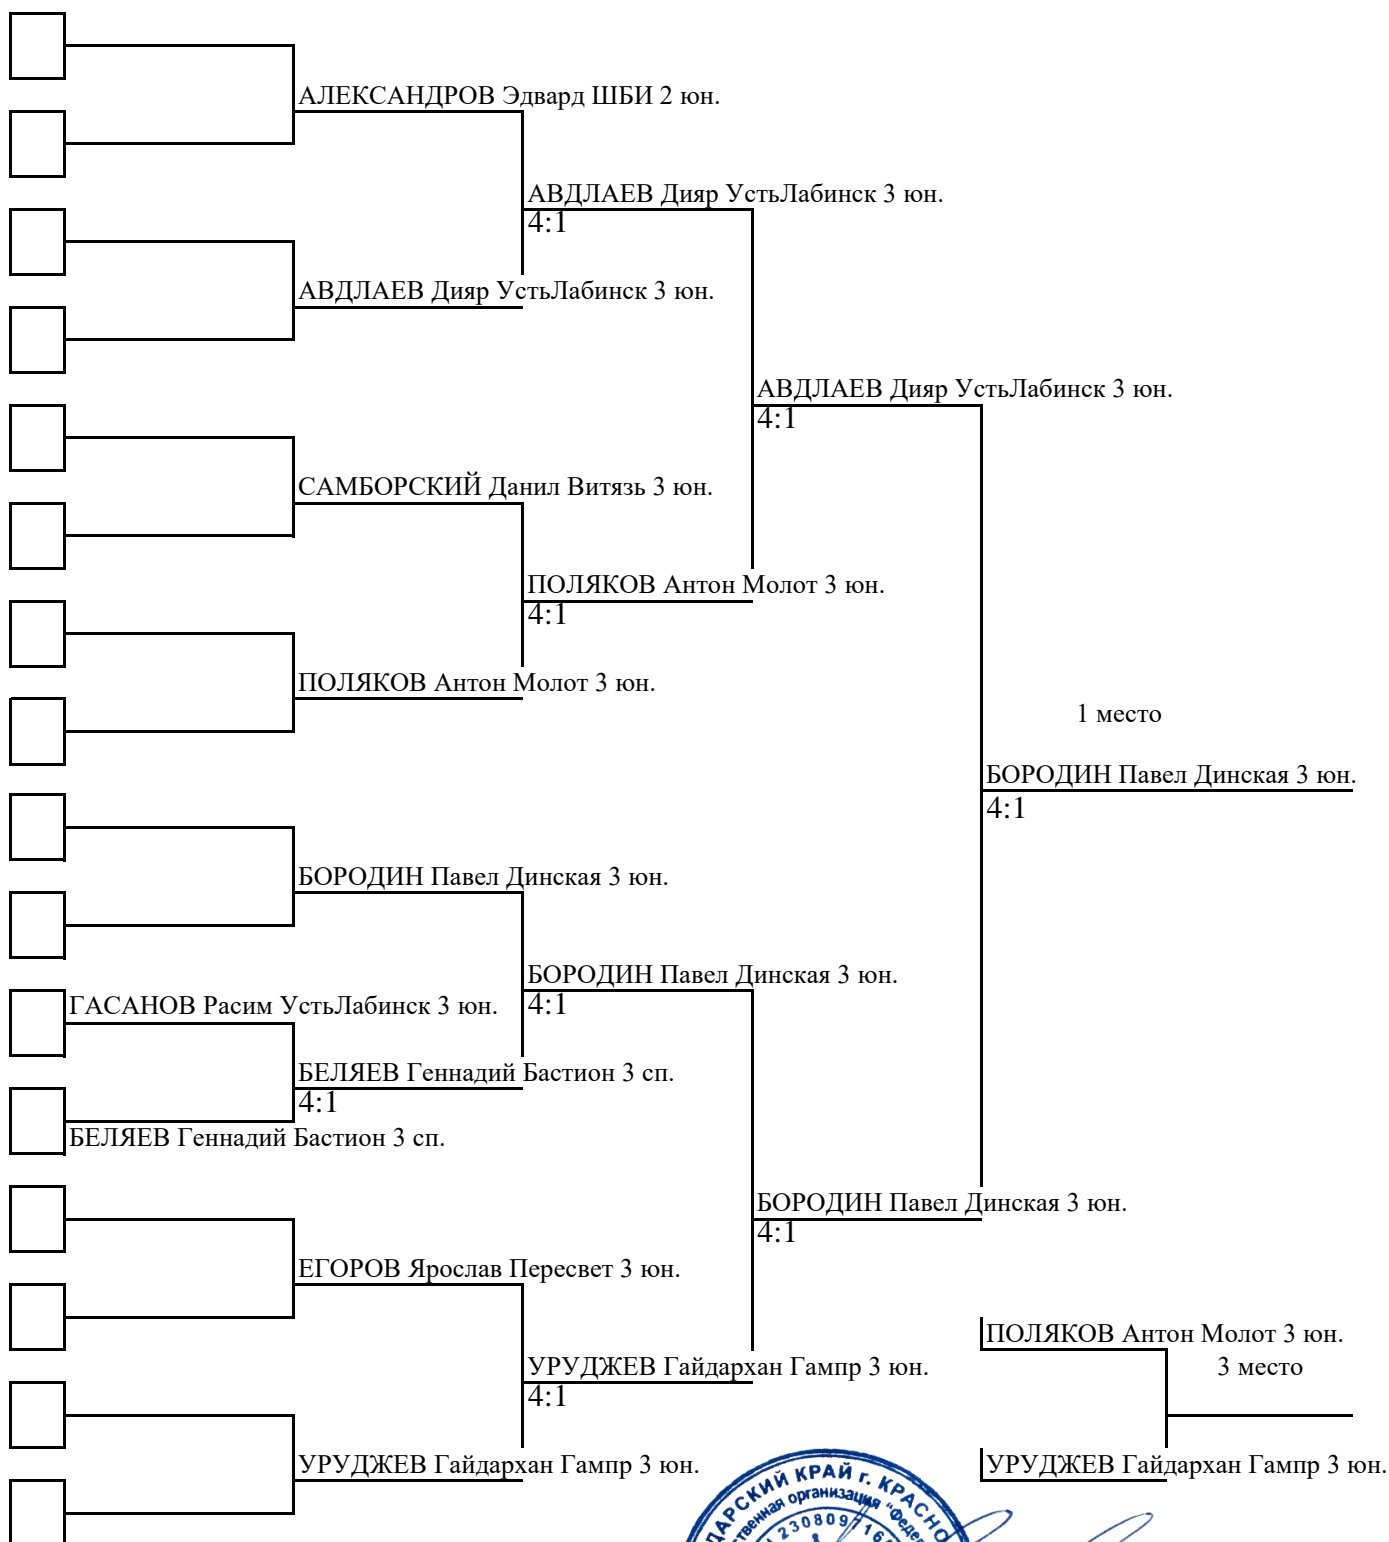 АЛЕКСАНДРОВ Эдвард ШБИ 2 юн.
АВДЛАЕВ Дияр УстьЛабинск 3 юн.
4:1
АВДЛАЕВ Дияр УстьЛабинск 3 юн.
АВДЛАЕВ Дияр УстьЛабинск 3 юн.
4:1
САМБОРСКИЙ Данил Витязь 3 юн.
ПОЛЯКОВ Антон Молот 3 юн.
4:1
ПОЛЯКОВ Антон Молот 3 юн.
1 место
БОРОДИН Павел Динская 3 юн.
4:1
БОРОДИН Павел Динская 3 юн.
БОРОДИН Павел Динская 3 юн.
4:1
ГАСАНОВ Расим УстьЛабинск 3 юн.
БЕЛЯЕВ Геннадий Бастион 3 сп.
4:1
БЕЛЯЕВ Геннадий Бастион 3 сп.
БОРОДИН Павел Динская 3 юн.
4:1
ЕГОРОВ Ярослав Пересвет 3 юн.
ПОЛЯКОВ Антон Молот 3 юн.
3 место
УРУДЖЕВ Гайдархан Гампр 3 юн.
4:1
УРУДЖЕВ Гайдархан Гампр 3 юн.
УРУДЖЕВ Гайдархан Гампр 3 юн.
КРАЙ г.
организация